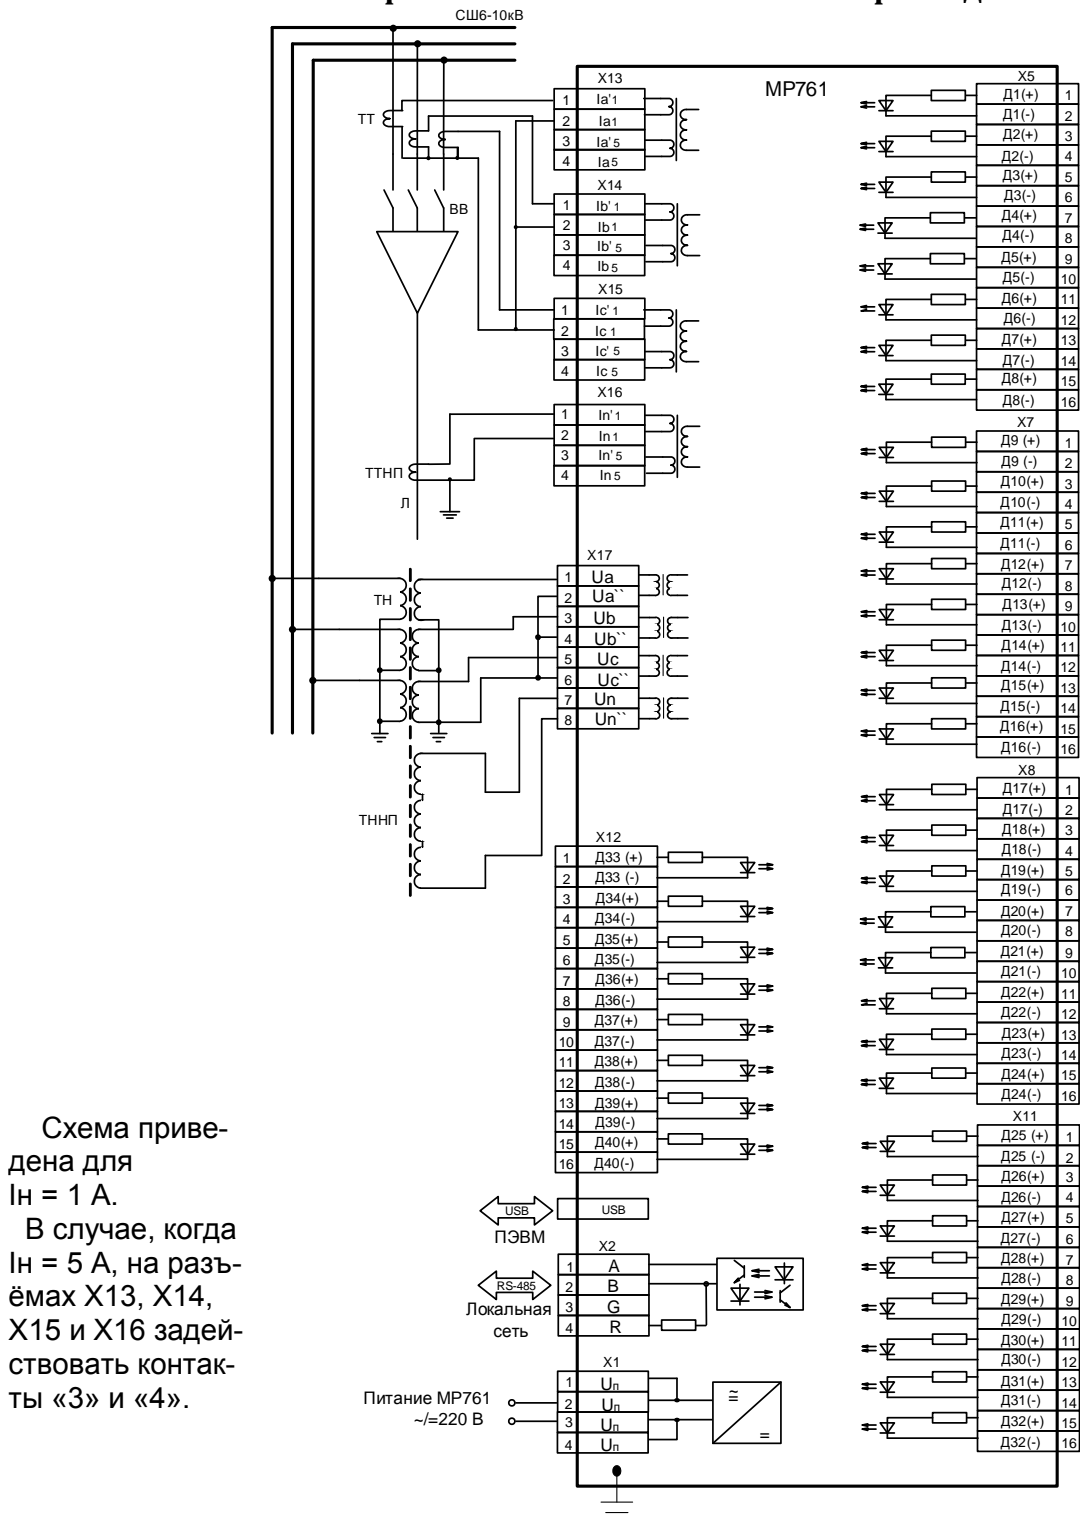 СШ6-10кВ
МР761
ТТ
ВВ
ТТНП
Л
ТН
ТННП
X13
1 Ia'1
2 Ia1
3 Ia'5
4 Ia5
X14
1 Ib'1
2 Ib1
3 Ib'5
4 Ib5
X15
1 Ic'1
2 Ic1
3 Ic'5
4 Ic5
X16
1 In'1
2 In1
3 In'5
4 In5
X17
1 Ua
2 Ua``
3 Ub
4 Ub``
5 Uc
6 Uc``
7 Un
8 Un``
X12
1 Д33 (+)
2 Д33 (-)
3 Д34(+)
4 Д34(-)
5 Д35(+)
6 Д35(-)
7 Д36(+)
8 Д36(-)
9 Д37(+)
10 Д37(-)
11 Д38(+)
12 Д38(-)
13 Д39(+)
14 Д39(-)
15 Д40(+)
16 Д40(-)
USB
USB
ПЭВМ
X2
1 A
2 B
3 G
4 R
RS-485
Локальная
сеть
X1
1 Uп
2 Uп
3 Uп
4 Uп
Питание МР761
~/=220 В
≃
=
X5
Д1(+) 1
Д1(-) 2
Д2(+) 3
Д2(-) 4
Д3(+) 5
Д3(-) 6
Д4(+) 7
Д4(-) 8
Д5(+) 9
Д5(-) 10
Д6(+) 11
Д6(-) 12
Д7(+) 13
Д7(-) 14
Д8(+) 15
Д8(-) 16
X7
Д9 (+) 1
Д9 (-) 2
Д10(+) 3
Д10(-) 4
Д11(+) 5
Д11(-) 6
Д12(+) 7
Д12(-) 8
Д13(+) 9
Д13(-) 10
Д14(+) 11
Д14(-) 12
Д15(+) 13
Д15(-) 14
Д16(+) 15
Д16(-) 16
X8
Д17(+) 1
Д17(-) 2
Д18(+) 3
Д18(-) 4
Д19(+) 5
Д19(-) 6
Д20(+) 7
Д20(-) 8
Д21(+) 9
Д21(-) 10
Д22(+) 11
Д22(-) 12
Д23(+) 13
Д23(-) 14
Д24(+) 15
Д24(-) 16
X11
Д25 (+) 1
Д25 (-) 2
Д26(+) 3
Д26(-) 4
Д27(+) 5
Д27(-) 6
Д28(+) 7
Д28(-) 8
Д29(+) 9
Д29(-) 10
Д30(+) 11
Д30(-) 12
Д31(+) 13
Д31(-) 14
Д32(+) 15
Д32(-) 16
Схема приве-
дена для
Iн = 1 А.
В случае, когда
Iн = 5 А, на разъ-
ёмах X13, X14,
X15 и X16 задей-
ствовать контак-
ты «3» и «4».